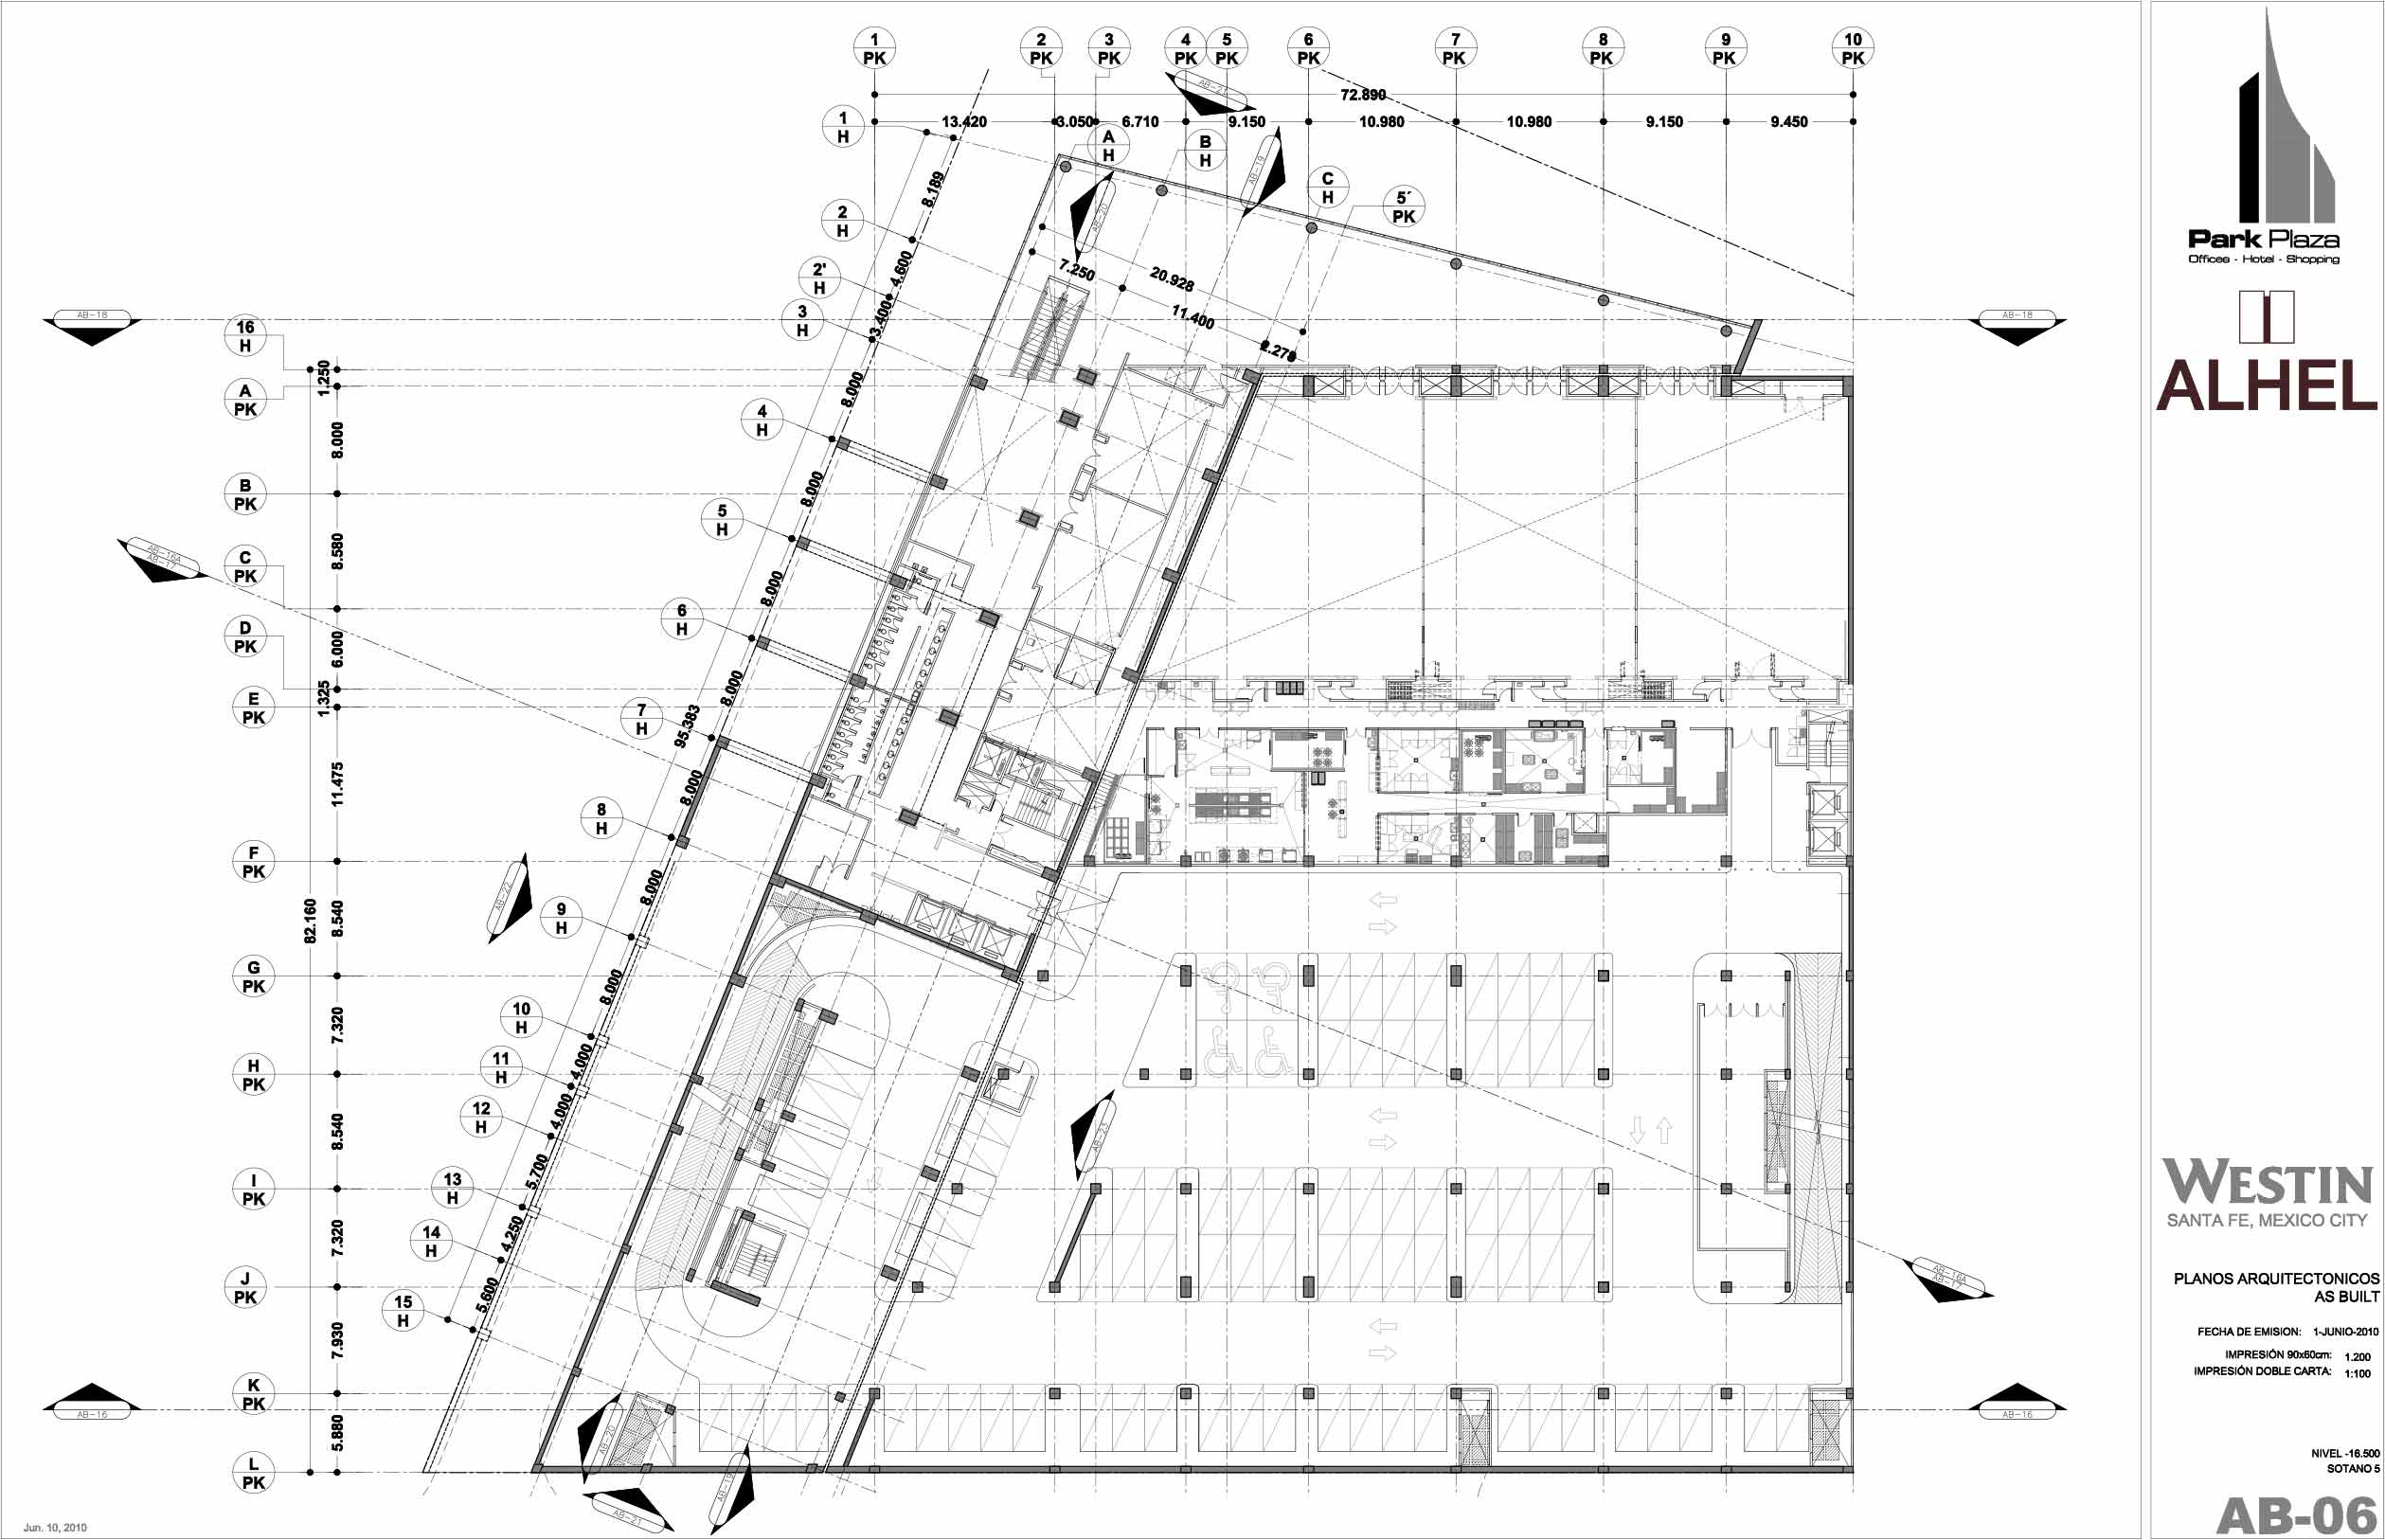 1 2 3 4 5 6 7 8 9 10
PK PK PK PK PK PK PK PK PK PK
72.890
13.420 3.050 6.710 9.150 10.980 10.980 9.150 9.450
AB-21
1
H
A
H
B
H
C
H
5´
PK
AB-19
AB-20
2
H
2'
H
3
H
4
H
5
H
6
H
7
H
8
H
9
H
10
H
11
H
12
H
13
H
14
H
15
H
8.189
4.600
3.400
8.000
8.000
8.000
8.000
8.000
8.000
8.000
4.000
4.000
5.700
4.250
5.600
95.383
7.250
20.928
11.400
2.279
AB-18
AB-18
16
H
A
PK
B
PK
C
PK
D
PK
E
PK
F
PK
G
PK
H
PK
I
PK
J
PK
K
PK
L
PK
1.250
8.000
8.580
6.000
1.325
11.475
8.540
7.320
8.540
7.320
7.930
5.880
82.160
AB-16A
AB-17
AB-22
AB-23
AB-16A
AB-17
AB-16
AB-16
AB-20
AB-21
AB-19
Jun. 10, 2010
Park Plaza
Offices - Hotel - Shopping
ALHEL
WESTIN
SANTA FE, MEXICO CITY
PLANOS ARQUITECTONICOS
AS BUILT
FECHA DE EMISION: 1-JUNIO-2010
IMPRESIÓN 90x60cm: 1.200
IMPRESIÓN DOBLE CARTA: 1:100
NIVEL -16.500
SOTANO 5
AB-06